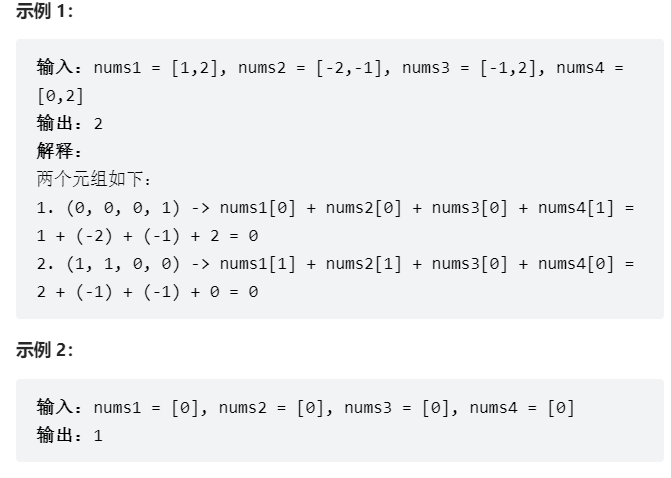 示例 1：
输入：nums1 = [1,2], nums2 = [-2,-1], nums3 = [-1,2], nums4 =
[0,2]
输出：2
解释：
两个元组如下：
1. (0, 0, 0, 1) -> nums1[0] + nums2[0] + nums3[0] + nums4[1] =
1 + (-2) + (-1) + 2 = 0
2. (1, 1, 0, 0) -> nums1[1] + nums2[1] + nums3[0] + nums4[0] =
2 + (-1) + (-1) + 0 = 0
示例 2：
输入：nums1 = [0], nums2 = [0], nums3 = [0], nums4 = [0]
输出：1